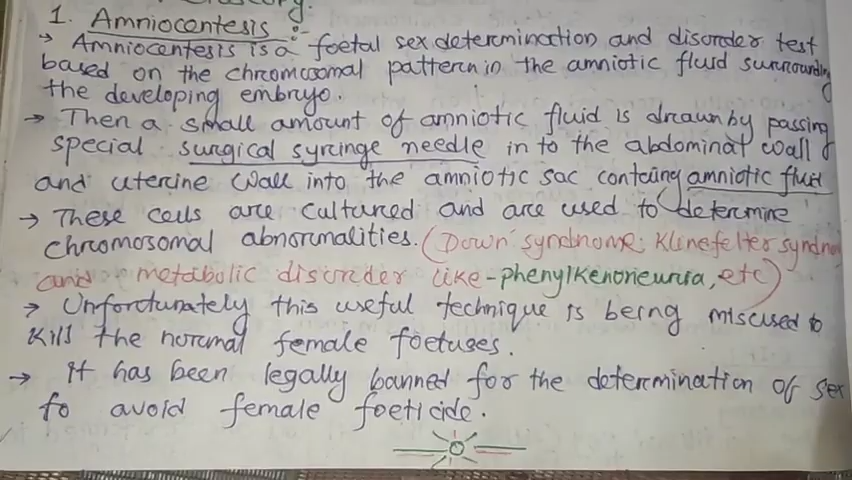 1. Amniocentesis :-
→ Amniocentesis is a foetal sex determination and disorder test
based on the chromosomal pattern in the amniotic fluid surrounding
the developing embryo.
→ Then a small amount of amniotic fluid is drawn by passing
special surgical syringe needle in to the abdominal wall
and uterine wall into the amniotic sac containg amniotic fluid
→ These cells are cultured and are used to determine
chromosomal abnormalities. (Down syndnome, Klinefelter syndno
and metabolic disorder like - phenylkenoneuria, etc)
→ Unfortunately this useful technique is being miscused to
kill the normal female foetuses.
→ it has been legally banned for the determination of sex
to avoid female foeticide.